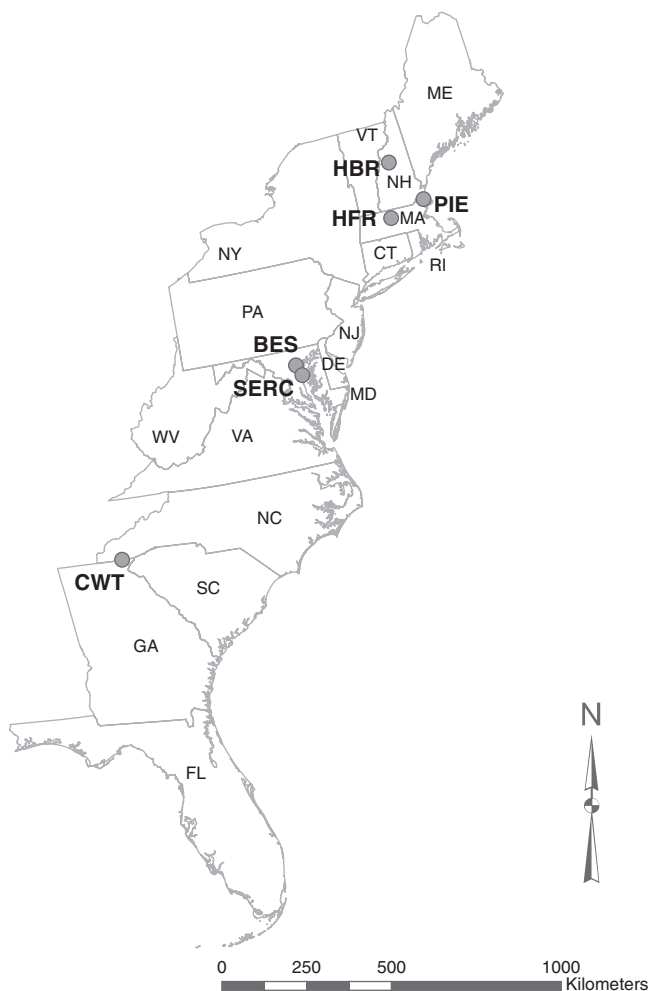 ME
VT
HBR
NH
PIE
HFR
MA
CT
RI
NY
PA
NJ
BES
DE
SERC
MD
WV
VA
NC
CWT
SC
GA
N
FL
0 250 500 1000
Kilometers